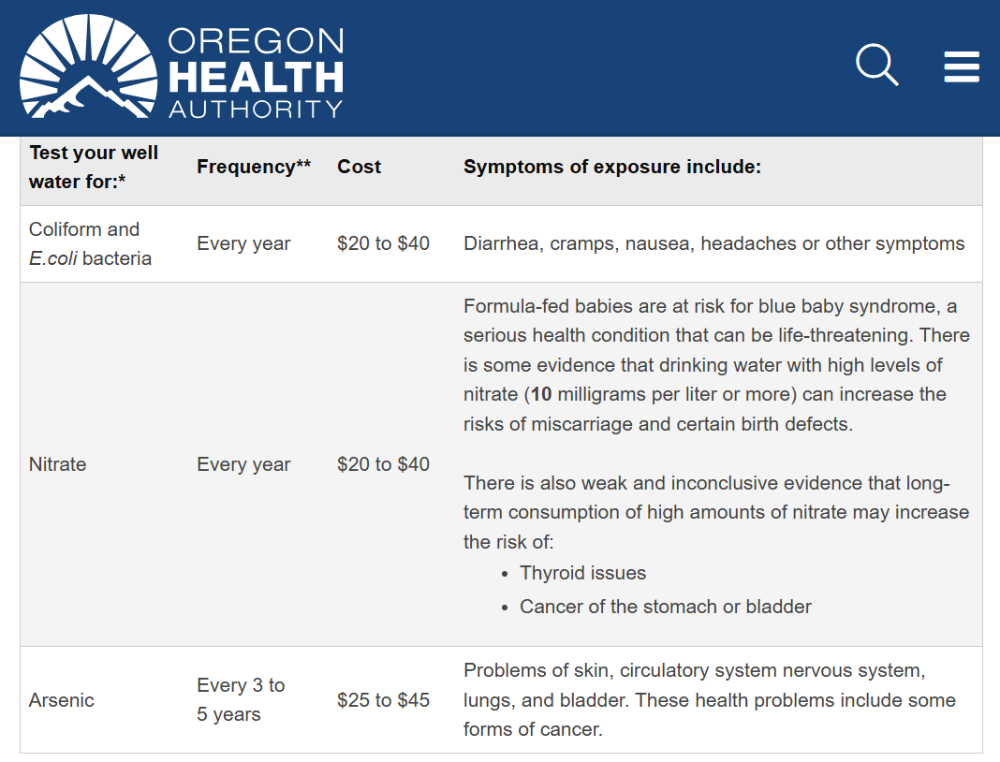 OREGON
HEALTH
AUTHORITY
Test your well
water for:*
Frequency**
Cost
Symptoms of exposure include:
Coliform and
E.coli bacteria
Every year
$20 to $40
Diarrhea, cramps, nausea, headaches or other symptoms
Nitrate
Every year
$20 to $40
Formula-fed babies are at risk for blue baby syndrome, a
serious health condition that can be life-threatening. There
is some evidence that drinking water with high levels of
nitrate (10 milligrams per liter or more) can increase the
risks of miscarriage and certain birth defects.
There is also weak and inconclusive evidence that long-
term consumption of high amounts of nitrate may increase
the risk of:
• Thyroid issues
• Cancer of the stomach or bladder
Arsenic
Every 3 to
5 years
$25 to $45
Problems of skin, circulatory system nervous system,
lungs, and bladder. These health problems include some
forms of cancer.